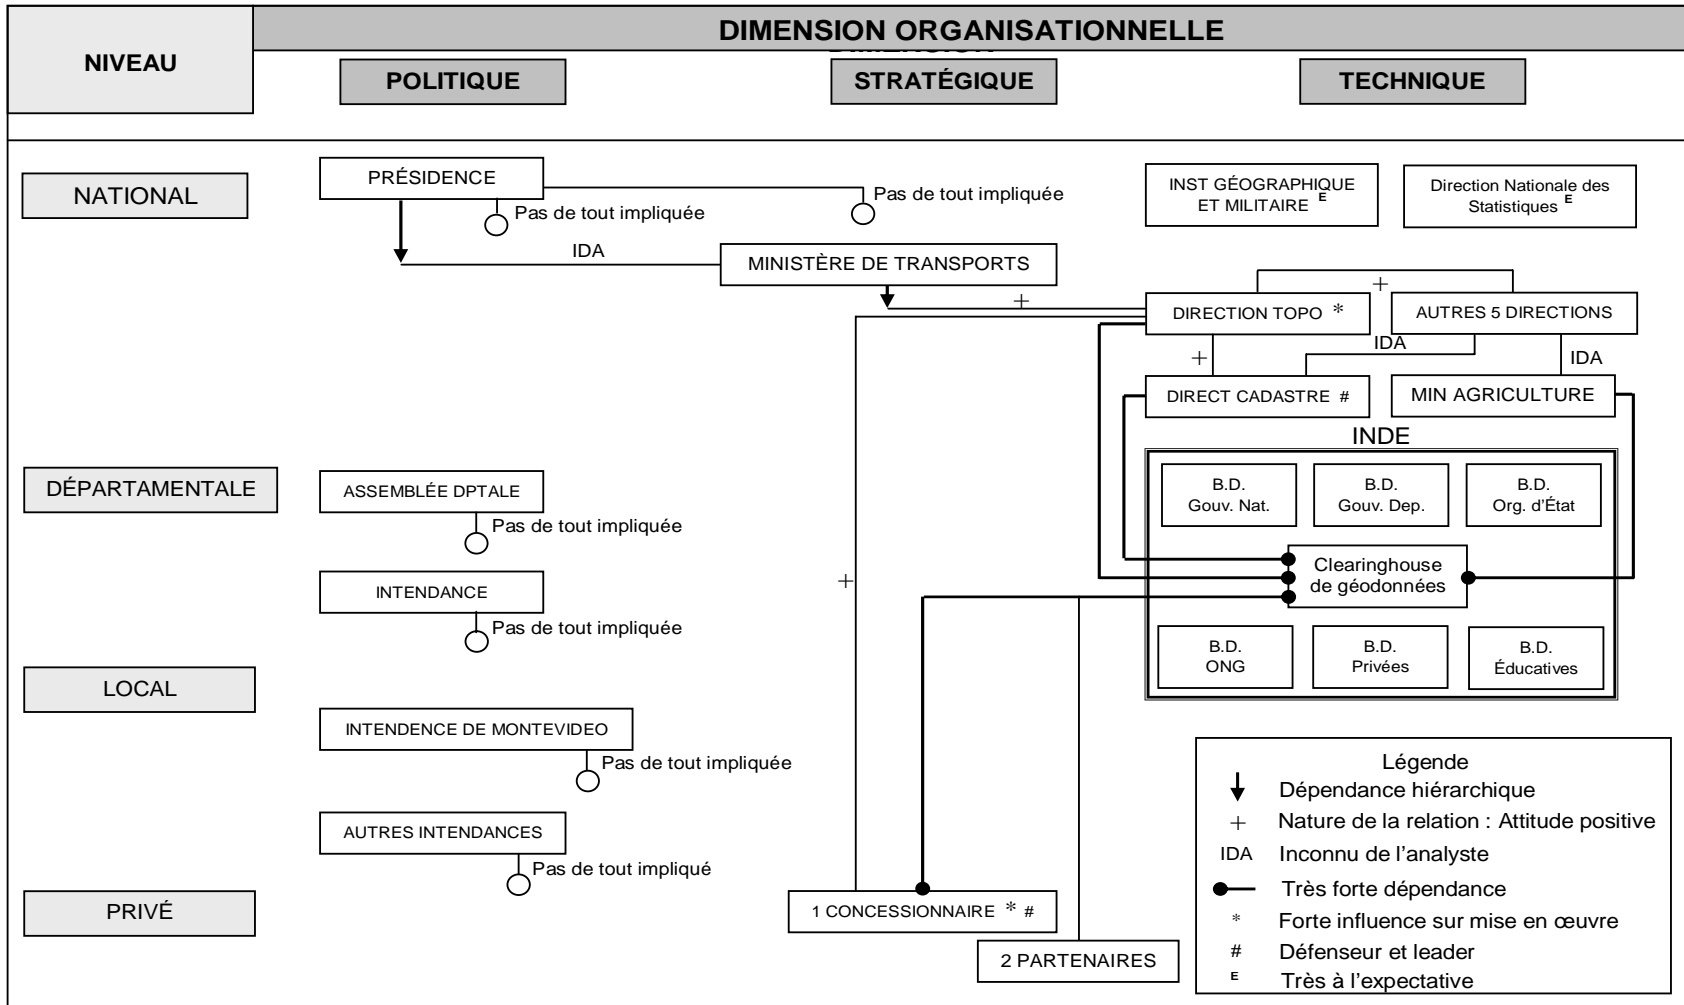 DIMENSION ORGANISATIONNELLE
DIMENSION
NIVEAU
POLITIQUE
STRATÉGIQUE
TECHNIQUE
NATIONAL
PRÉSIDENCE
Pas de tout impliquée
Pas de tout impliquée
INST GÉOGRAPHIQUE
ET MILITAIRE E
Direction Nationale des
Statistiques E
IDA
MINISTÈRE DE TRANSPORTS
+
+
DIRECTION TOPO *
AUTRES 5 DIRECTIONS
+
IDA
IDA
DIRECT CADASTRE #
MIN AGRICULTURE
INDE
DÉPARTAMENTALE
ASSEMBLÉE DPTALE
Pas de tout impliquée
B.D.
Gouv. Nat.
B.D.
Gouv. Dep.
B.D.
Org. d'État
Clearinghouse
de géodonnées
+
INTENDANCE
Pas de tout impliquée
B.D.
ONG
B.D.
Privées
B.D.
Éducatives
LOCAL
INTENDENCE DE MONTEVIDEO
Pas de tout impliquée
AUTRES INTENDANCES
Pas de tout impliqué
PRIVÉ
1 CONCESSIONNAIRE * #
2 PARTENAIRES
Légende
Dépendance hiérarchique
+ Nature de la relation : Attitude positive
IDA Inconnu de l'analyste
Très forte dépendance
* Forte influence sur mise en œuvre
# Défenseur et leader
E Très à l'expectative